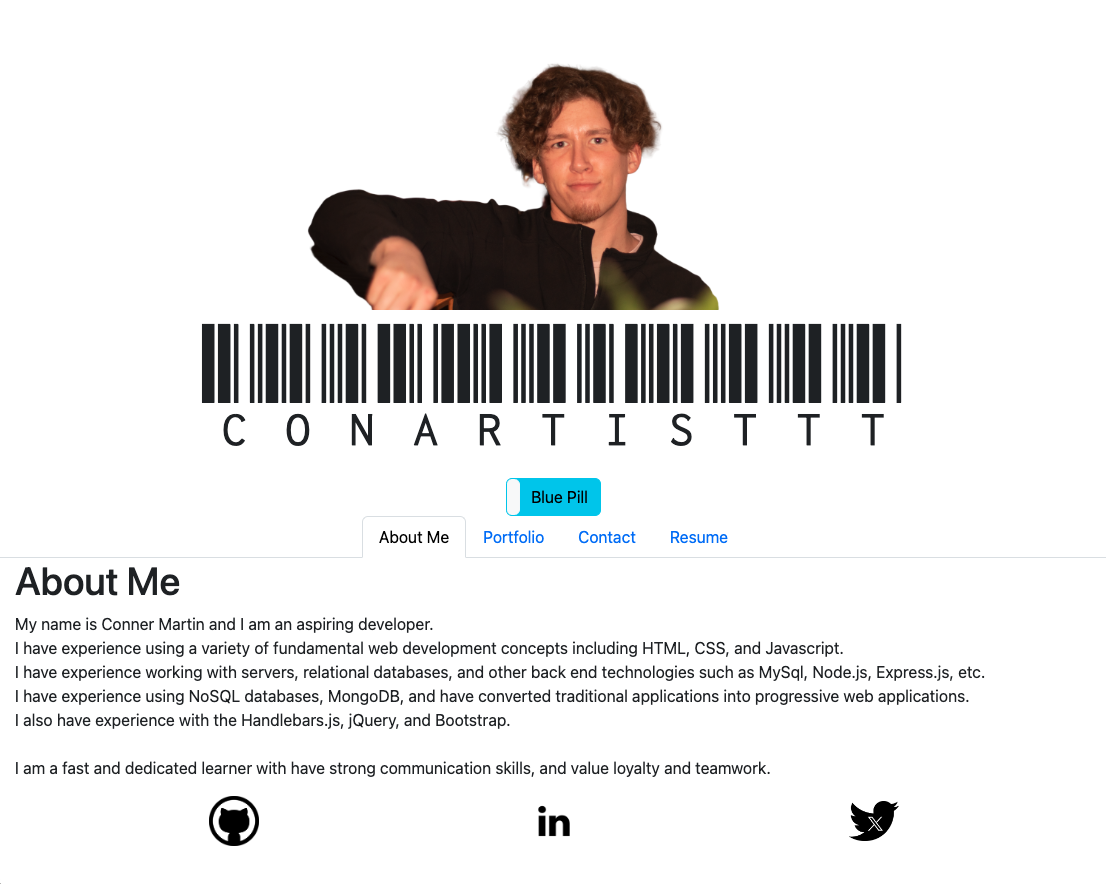 C O N A R T I S T T T
Blue Pill
About Me
Portfolio
Contact
Resume
About Me
My name is Conner Martin and I am an aspiring developer.
I have experience using a variety of fundamental web development concepts including HTML, CSS, and Javascript.
I have experience working with servers, relational databases, and other back end technologies such as MySql, Node.js, Express.js, etc.
I have experience using NoSQL databases, MongoDB, and have converted traditional applications into progressive web applications.
I also have experience with the Handlebars.js, jQuery, and Bootstrap.
I am a fast and dedicated learner with have strong communication skills, and value loyalty and teamwork.
in
X